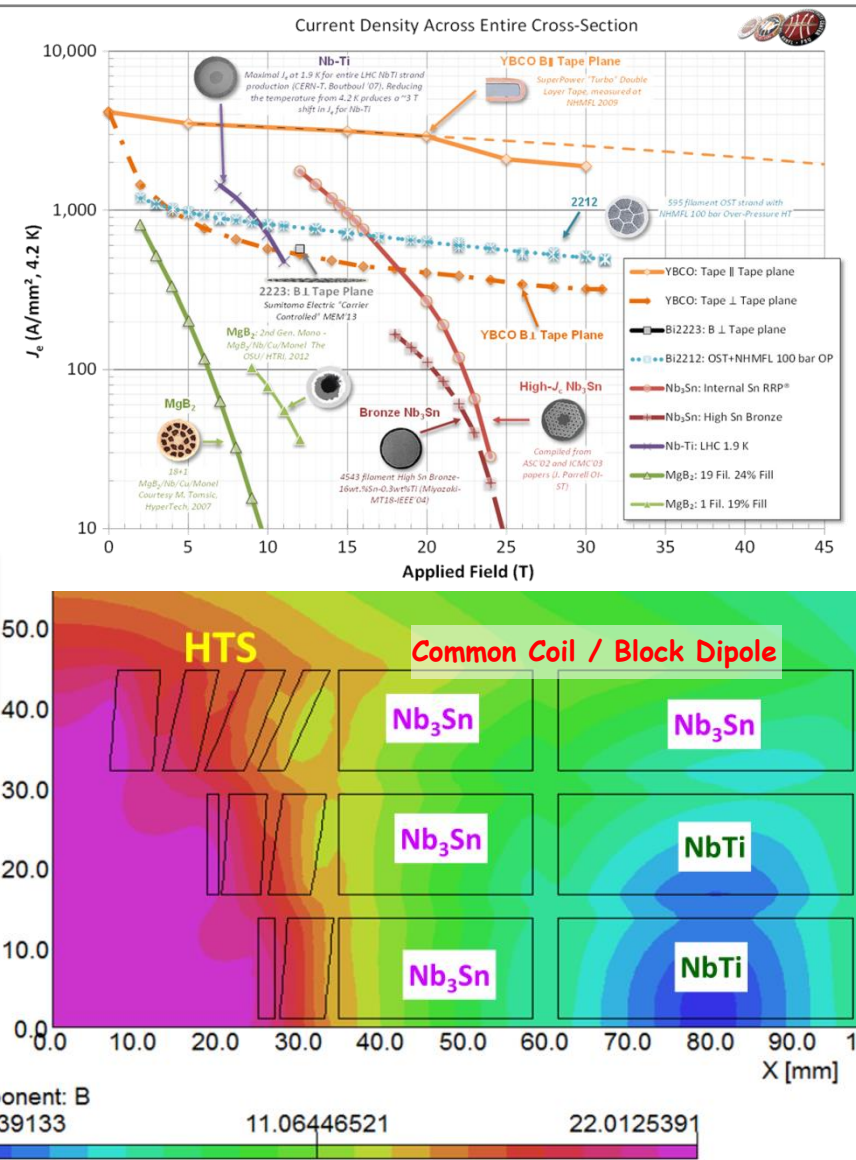 Current Density Across Entire Cross-Section
10,000
1,000
100
10
Jₑ (A/mm², 4.2 K)
Nb-Ti
Maximal Jₑ at 1.9 K for entire LHC NbTi strand
production (CERN-T. Boutboul '07). Reducing
the temperature from 4.2 K produces a ~3 T
shift in Jₑ for Nb-Ti
YBCO B∥ Tape Plane
SuperPower "Turbo" Double
Layer Tape, measured at
NHMFL 2009
2212
595 filament OST strand with
NHMFL 100 bar Over-Pressure HT
2223: B⊥ Tape Plane
Sumitomo Electric "Carrier
Controlled" MEM'13
MgB₂: 2nd Gen. Mono -
MgB₂/Nb/Cu/Monel The
OSU/ HTRI, 2012
YBCO B⊥ Tape Plane
MgB₂
18+1
MgB₂/Nb/Cu/Monel
Courtesy M. Tomsic,
HyperTech, 2007
Bronze Nb₃Sn
4543 filament High Sn Bronze-
16wt.%Sn-0.3wt%Ti (Miyazaki-
MT18-IEEE'04)
High-Jc Nb₃Sn
Compiled from
ASC'02 and ICMC'03
papers (J. Parrell OI-
ST)
YBCO: Tape ∥ Tape plane
YBCO: Tape ⊥ Tape plane
Bi2223: B ⊥ Tape plane
Bi2212: OST+NHMFL 100 bar OP
Nb₃Sn: Internal Sn RRP®
Nb₃Sn: High Sn Bronze
Nb-Ti: LHC 1.9 K
MgB₂: 19 Fil. 24% Fill
MgB₂: 1 Fil. 19% Fill
0 5 10 15 20 25 30 35 40 45
Applied Field (T)
HTS
Common Coil / Block Dipole
50.0
40.0
30.0
20.0
10.0
0.0
Nb₃Sn Nb₃Sn
Nb₃Sn NbTi
Nb₃Sn NbTi
0.0 10.0 20.0 30.0 40.0 50.0 60.0 70.0 80.0 90.0 1
X [mm]
ponent: B
39133 11.06446521 22.0125391